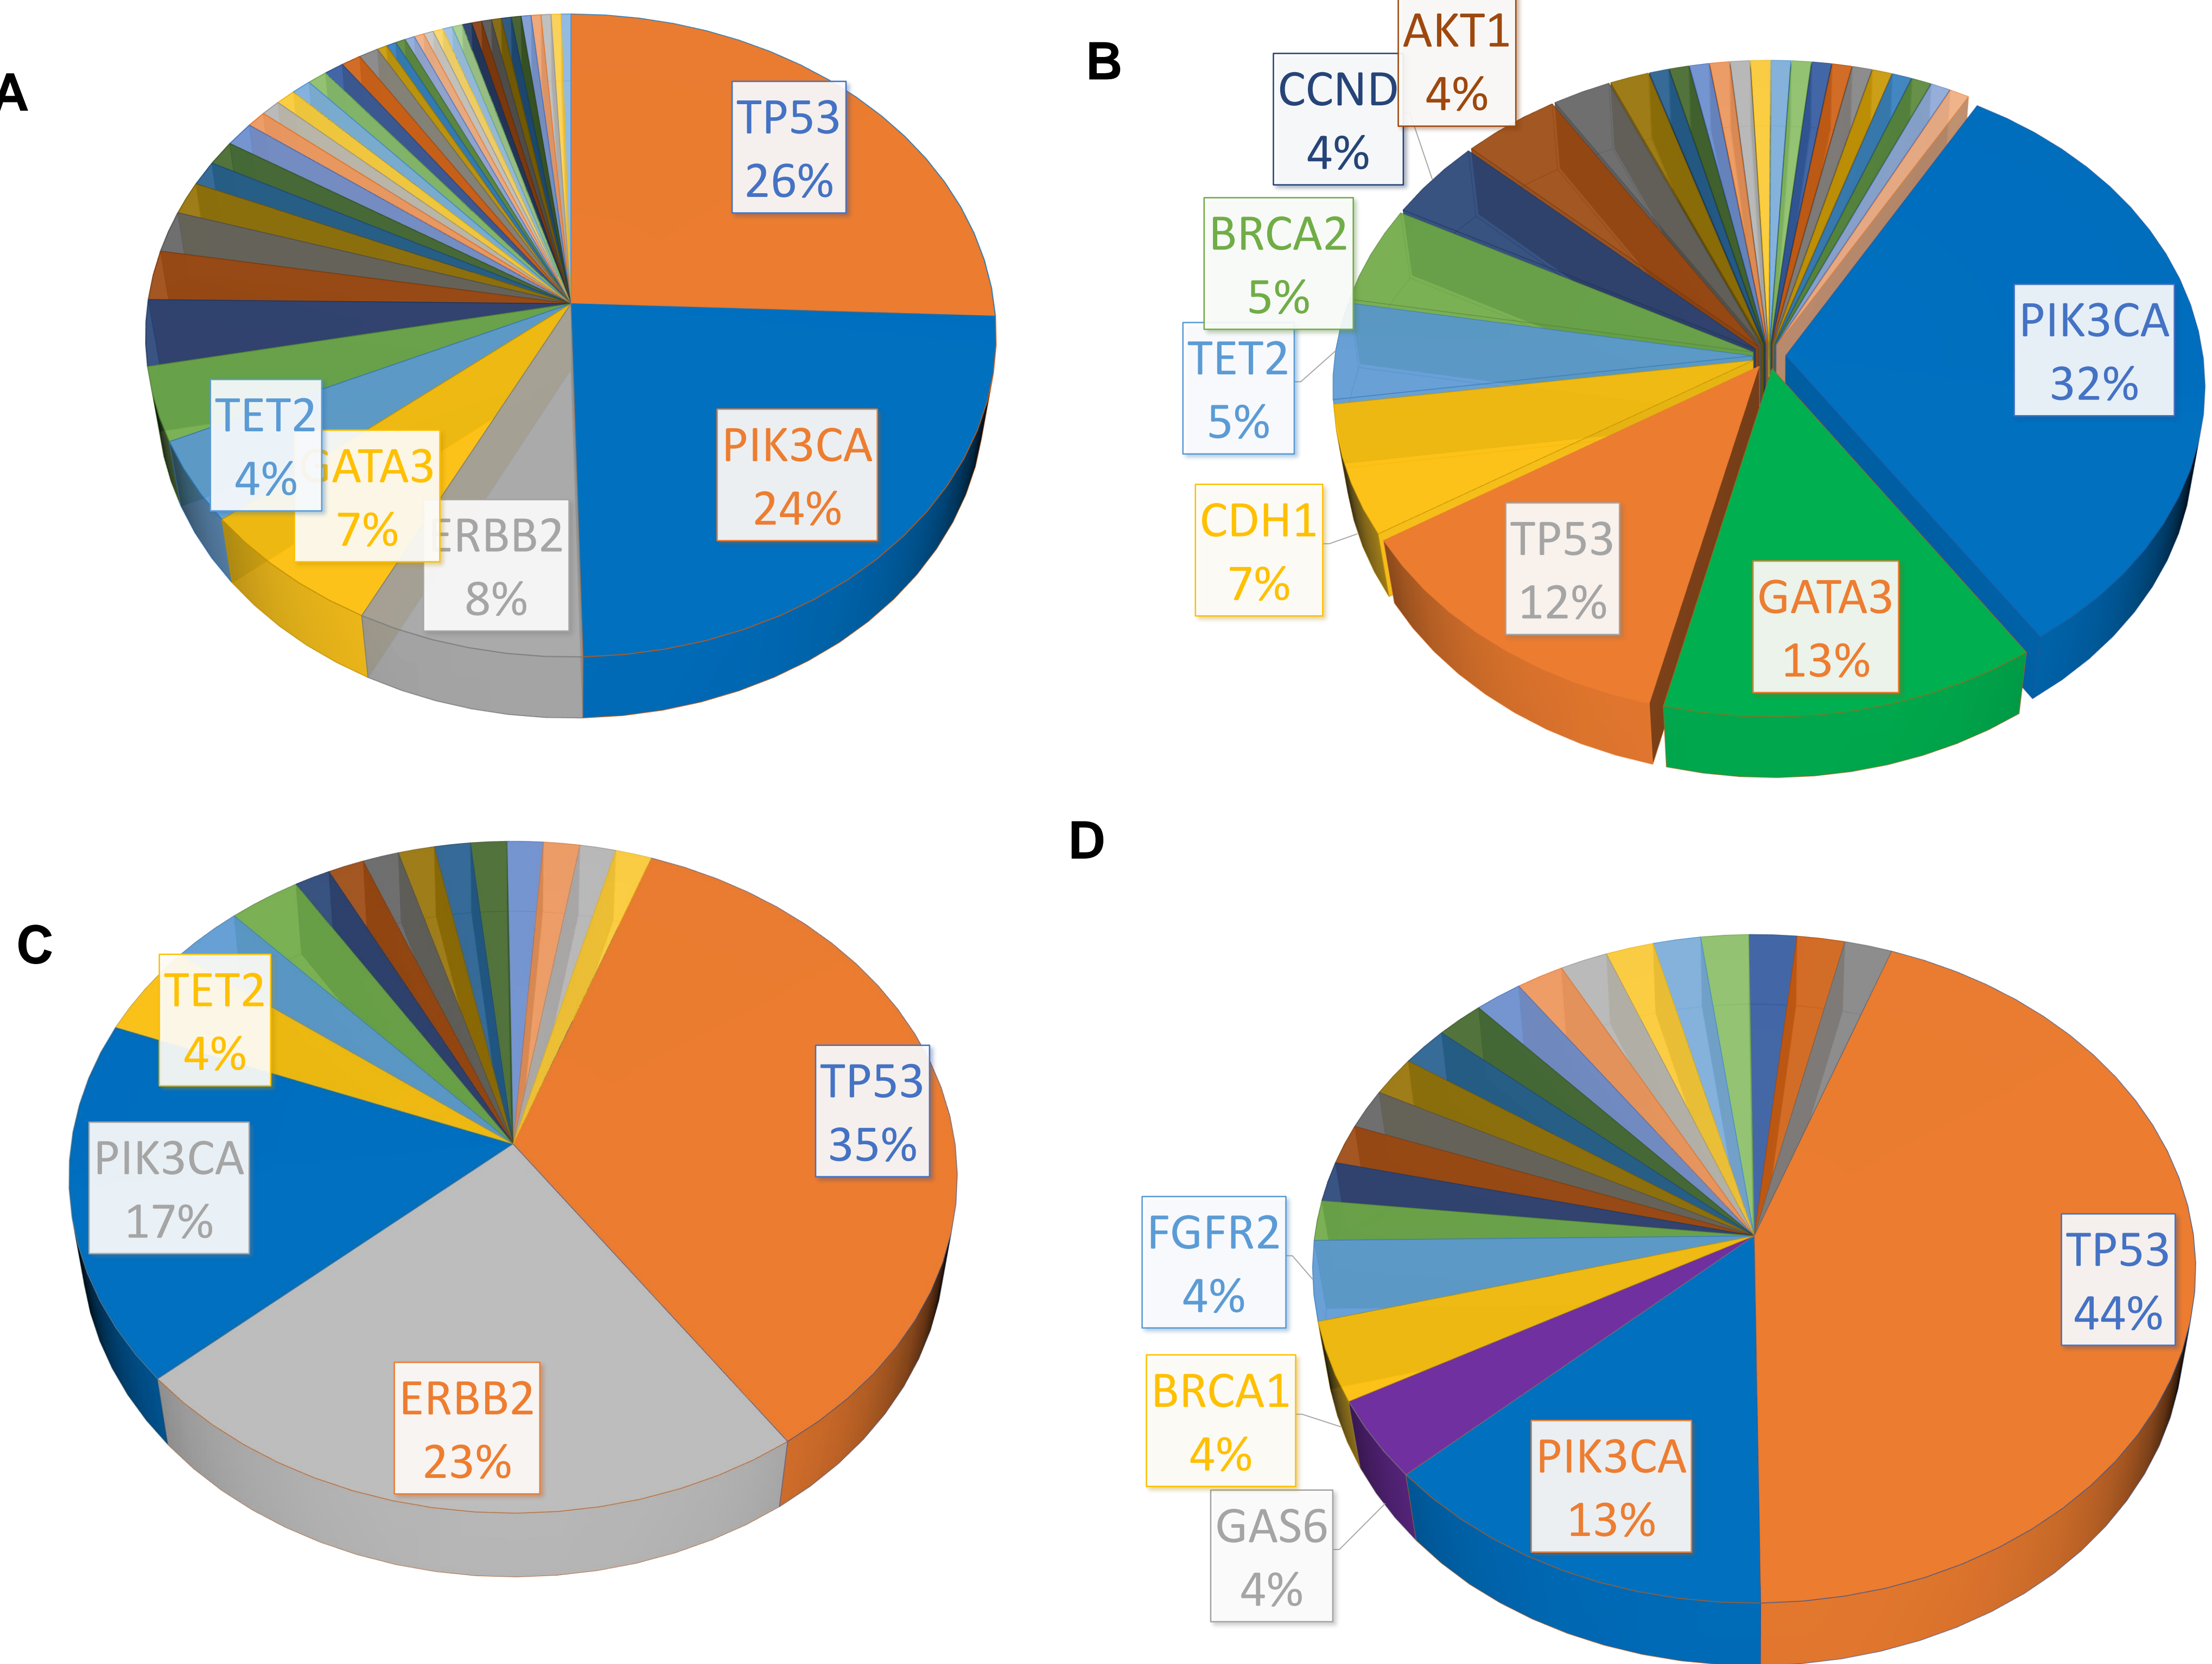 A
TP53
26%
PIK3CA
24%
ERBB2
8%
GATA3
7%
TET2
4%
B
AKT1
4%
CCND
4%
BRCA2
5%
TET2
5%
CDH1
7%
TP53
12%
GATA3
13%
PIK3CA
32%
C
TET2
4%
PIK3CA
17%
ERBB2
23%
TP53
35%
D
FGFR2
4%
BRCA1
4%
GAS6
4%
PIK3CA
13%
TP53
44%